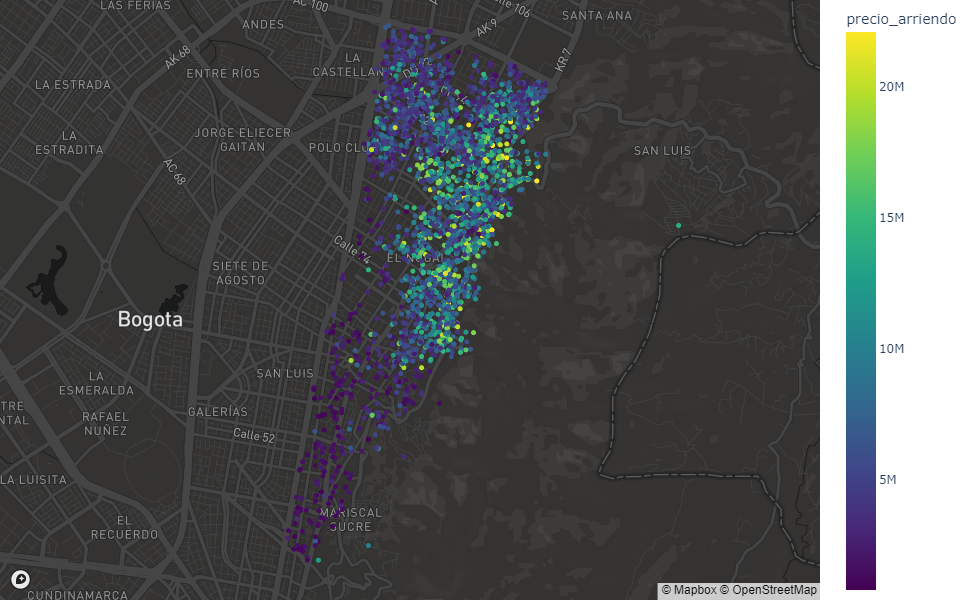 LAS FERIAS
AC 100
Calle 106
SANTA ANA
ANDES
AK 9
AK 68
LA
CASTELLAN
KR 7
ENTRE RÍOS
LA ESTRADA
JORGE ELIECER
GAITAN
LA
ESTRADITA
POLO CLU
SAN LUIS
AC 68
Calle 74
EL NOGAL
SIETE DE
AGOSTO
Bogota
SAN LUIS
LA
ESMERALDA
GALERÍAS
RAFAEL
NUÑEZ
TRE
NTAL
Calle 52
LA LUISITA
MARISCAL
SUCRE
EL
RECUERDO
CUNDINAMARCA
© Mapbox © OpenStreetMap
precio_arriendo
20M
15M
10M
5M